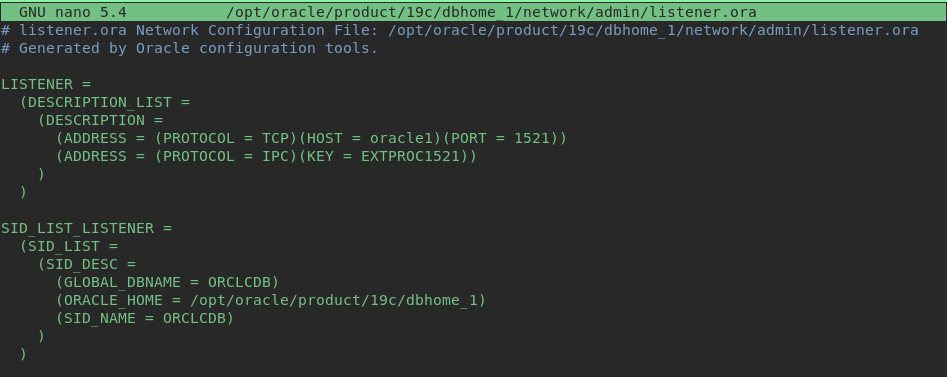 GNU nano 5.4 /opt/oracle/product/19c/dbhome_1/network/admin/listener.ora
# listener.ora Network Configuration File: /opt/oracle/product/19c/dbhome_1/network/admin/listener.ora
# Generated by Oracle configuration tools.

LISTENER =
  (DESCRIPTION_LIST =
    (DESCRIPTION =
      (ADDRESS = (PROTOCOL = TCP)(HOST = oracle1)(PORT = 1521))
      (ADDRESS = (PROTOCOL = IPC)(KEY = EXTPROC1521))
    )
  )

SID_LIST_LISTENER =
  (SID_LIST =
    (SID_DESC =
      (GLOBAL_DBNAME = ORCLCDB)
      (ORACLE_HOME = /opt/oracle/product/19c/dbhome_1)
      (SID_NAME = ORCLCDB)
    )
  )